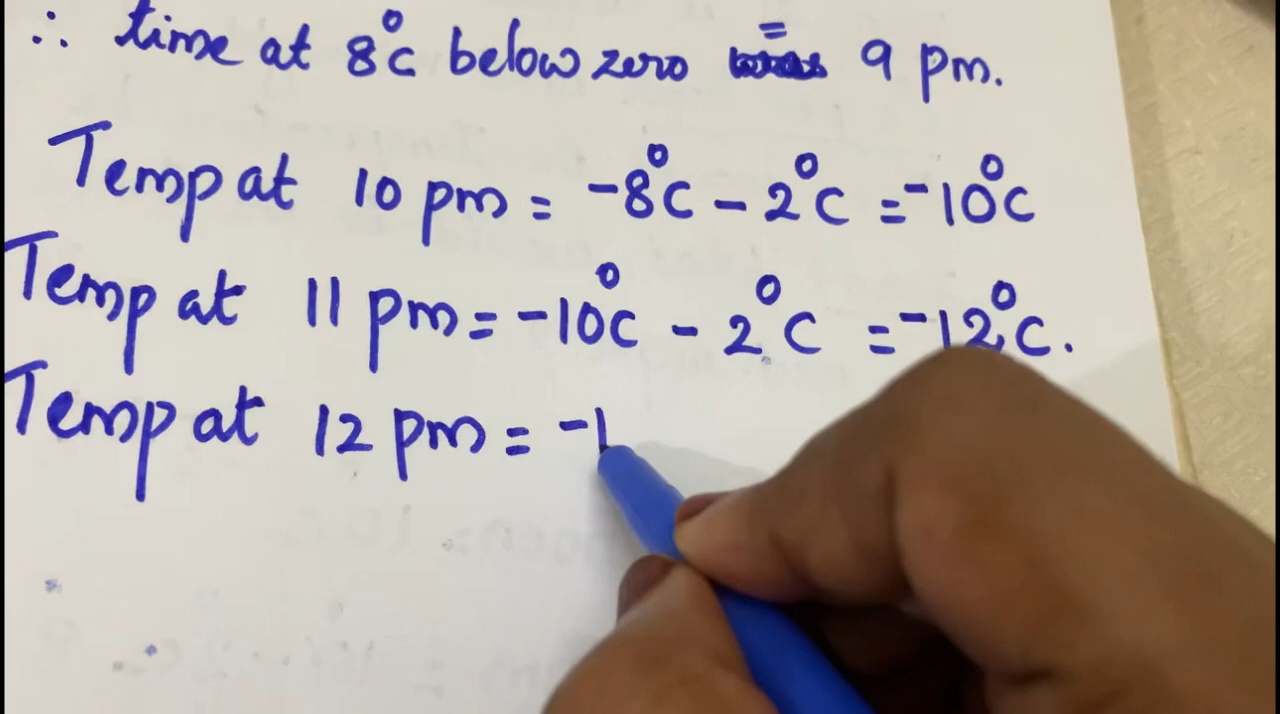 ∴ time at 8°C below zero = 9 pm.
Temp at 10 pm = -8°C - 2°C = -10°C
Temp at 11 pm = -10°C - 2°C = -12°C.
Temp at 12 pm = -1